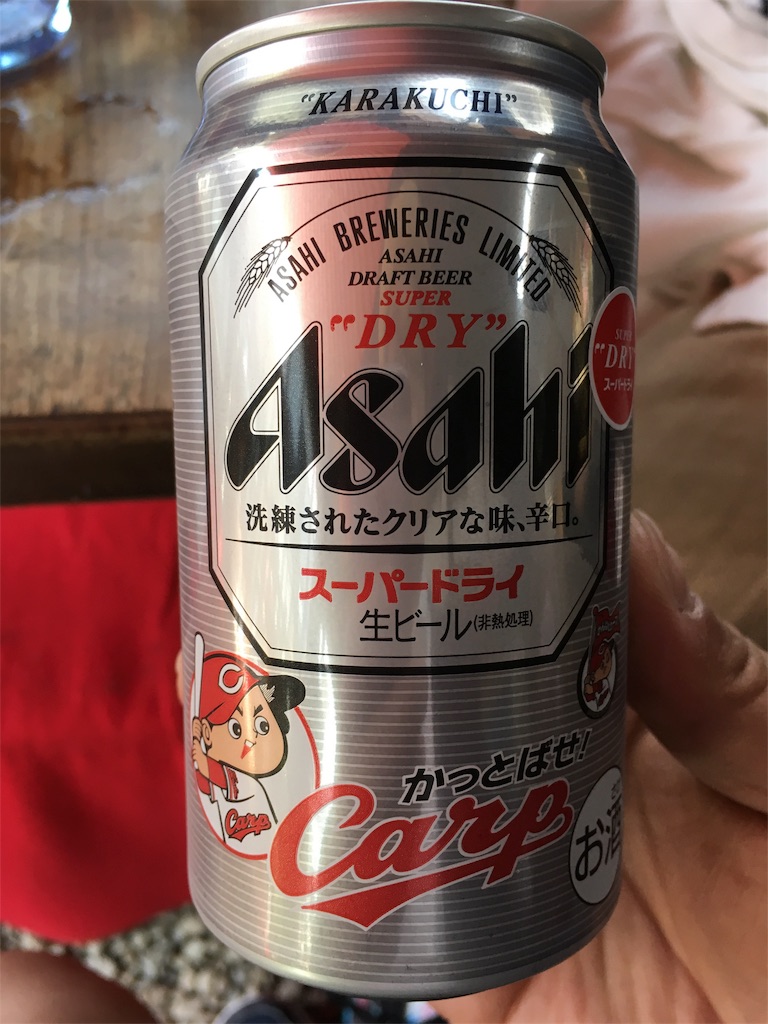 “KARAKUCHI”
ASAHI BREWERIES LIMITED
ASAHI
DRAFT BEER
SUPER
“DRY”
Asahi
洗練されたクリアな味、辛口。
スーパードライ
生ビール(非熱処理)
SUPER
“DRY
スーパードライ
C
Carp
かっとばせ!
Carp
お酒